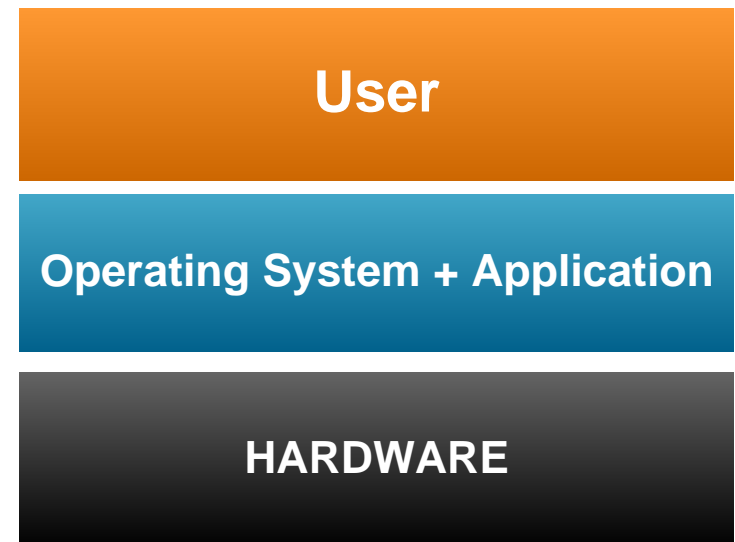 User
Operating System + Application
HARDWARE